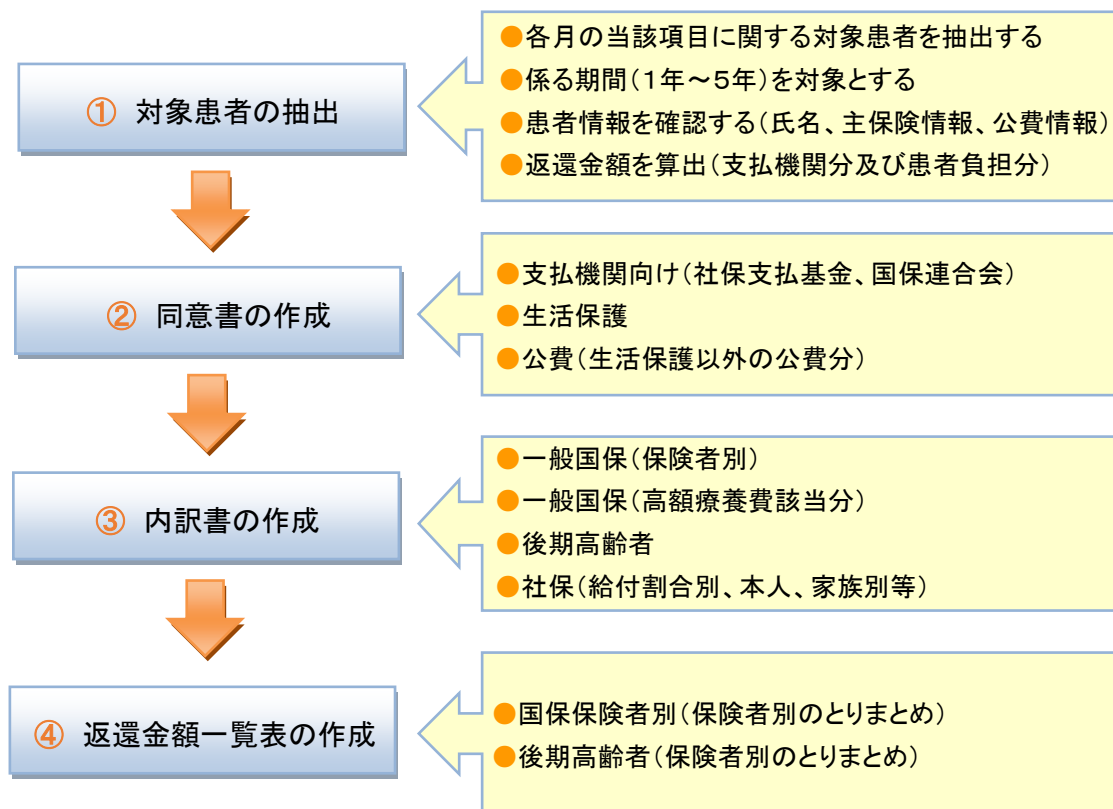 ① 対象患者の抽出
●各月の当該項目に関する対象患者を抽出する
●係る期間(1年~5年)を対象とする
●患者情報を確認する(氏名、主保険情報、公費情報)
●返還金額を算出(支払機関分及び患者負担分)
② 同意書の作成
●支払機関向け(社保支払基金、国保連合会)
●生活保護
●公費(生活保護以外の公費分)
③ 内訳書の作成
●一般国保(保険者別)
●一般国保(高額療養費該当分)
●後期高齢者
●社保(給付割合別、本人、家族別等)
④ 返還金額一覧表の作成
●国保保険者別(保険者別のとりまとめ)
●後期高齢者(保険者別のとりまとめ)